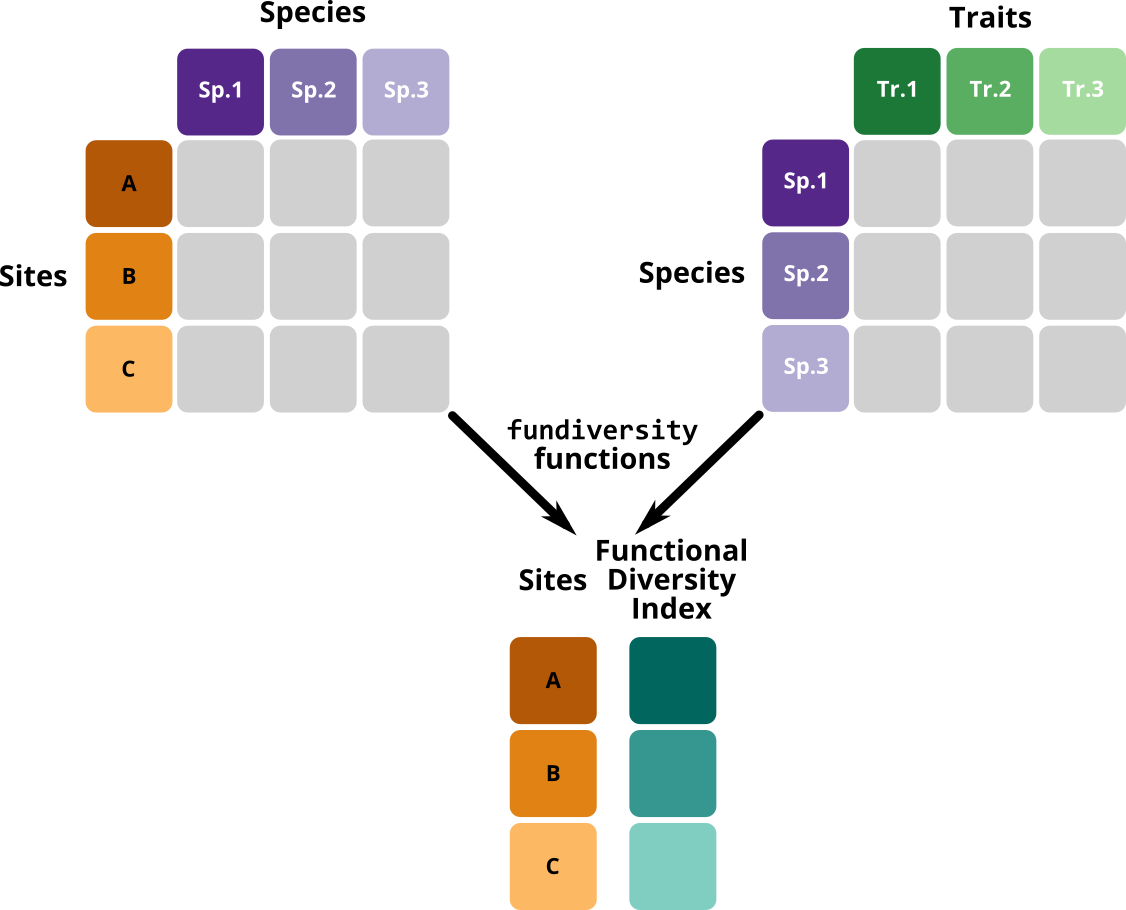 Species
Sp.1 Sp.2 Sp.3
A
Sites B
C
Traits
Tr.1 Tr.2 Tr.3
Sp.1
Species Sp.2
Sp.3
fundiversity
functions
Sites
Functional
Diversity
Index
A
B
C